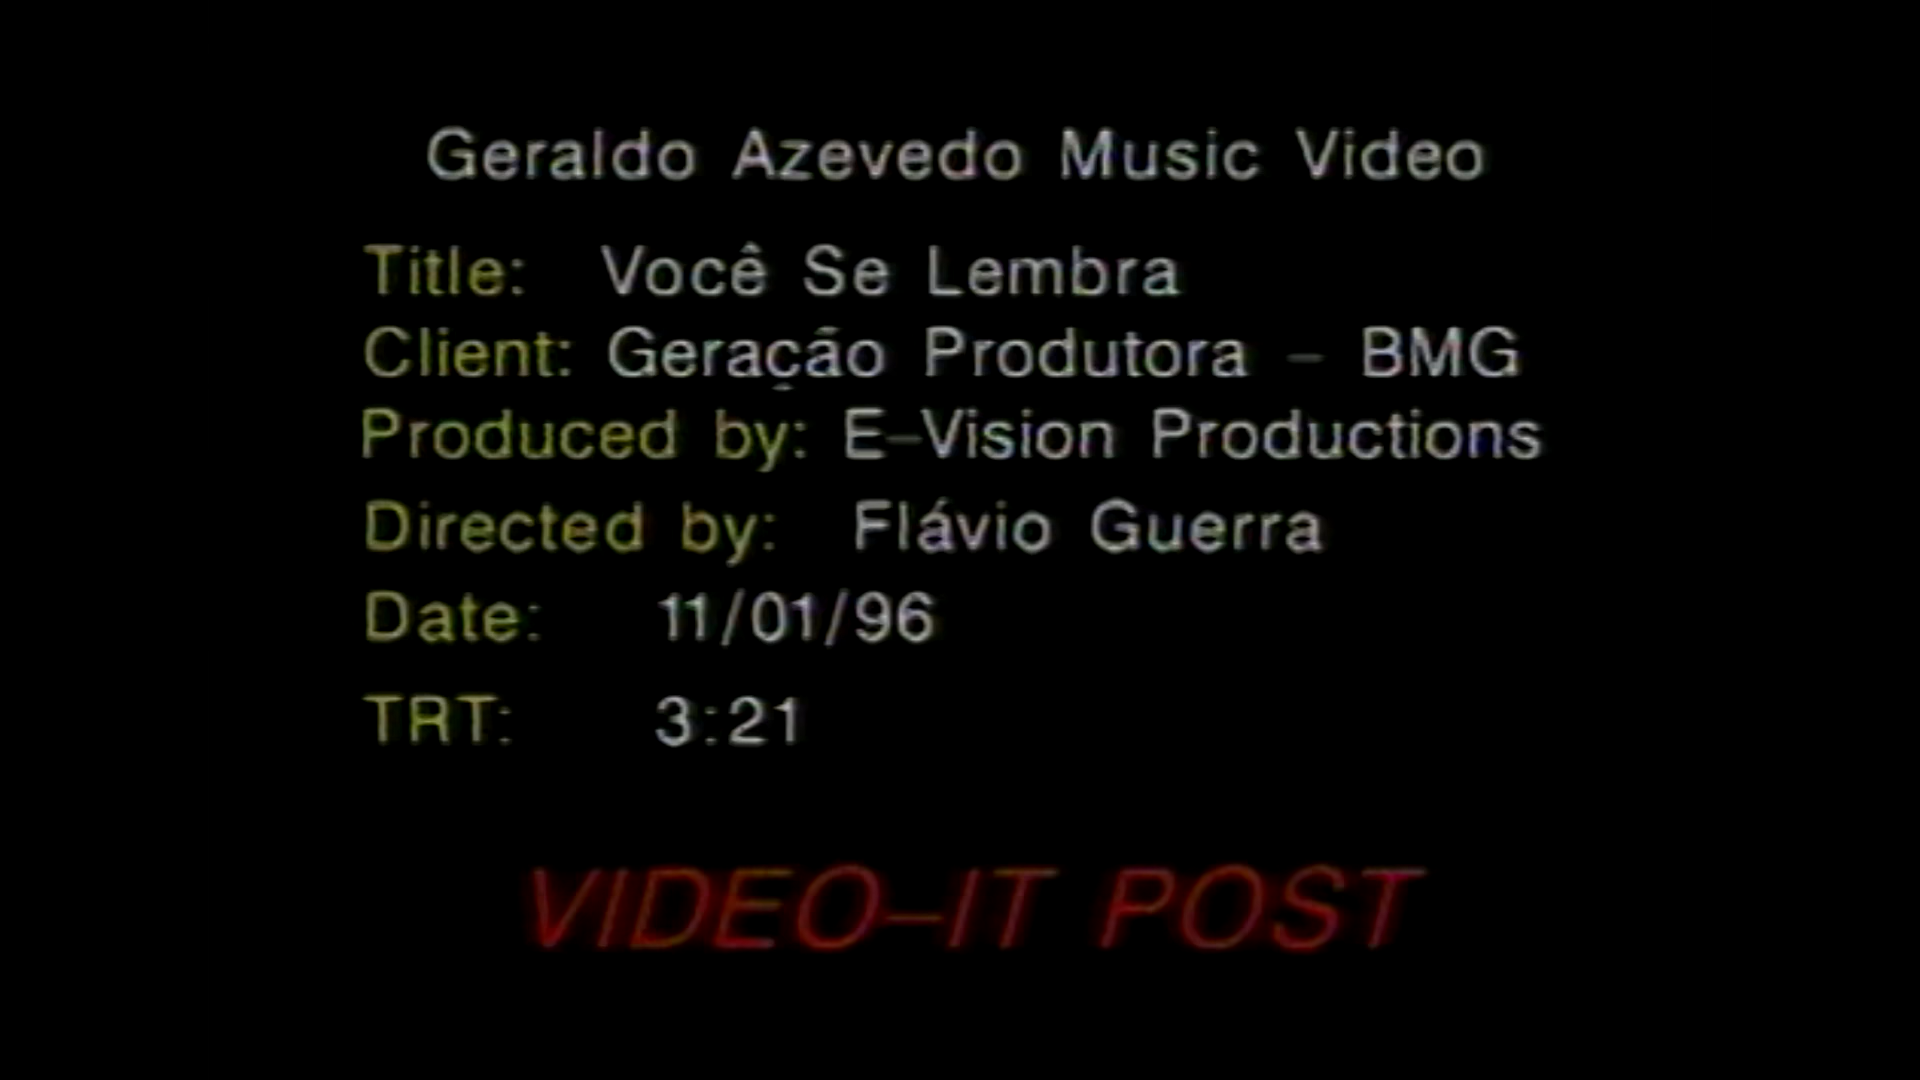 Geraldo Azevedo Music Video
Title: Você Se Lembra
Client: Geração Produtora - BMG
Produced by: E-Vision Productions
Directed by: Flávio Guerra
Date: 11/01/96
TRT: 3:21
VIDEO-IT POST